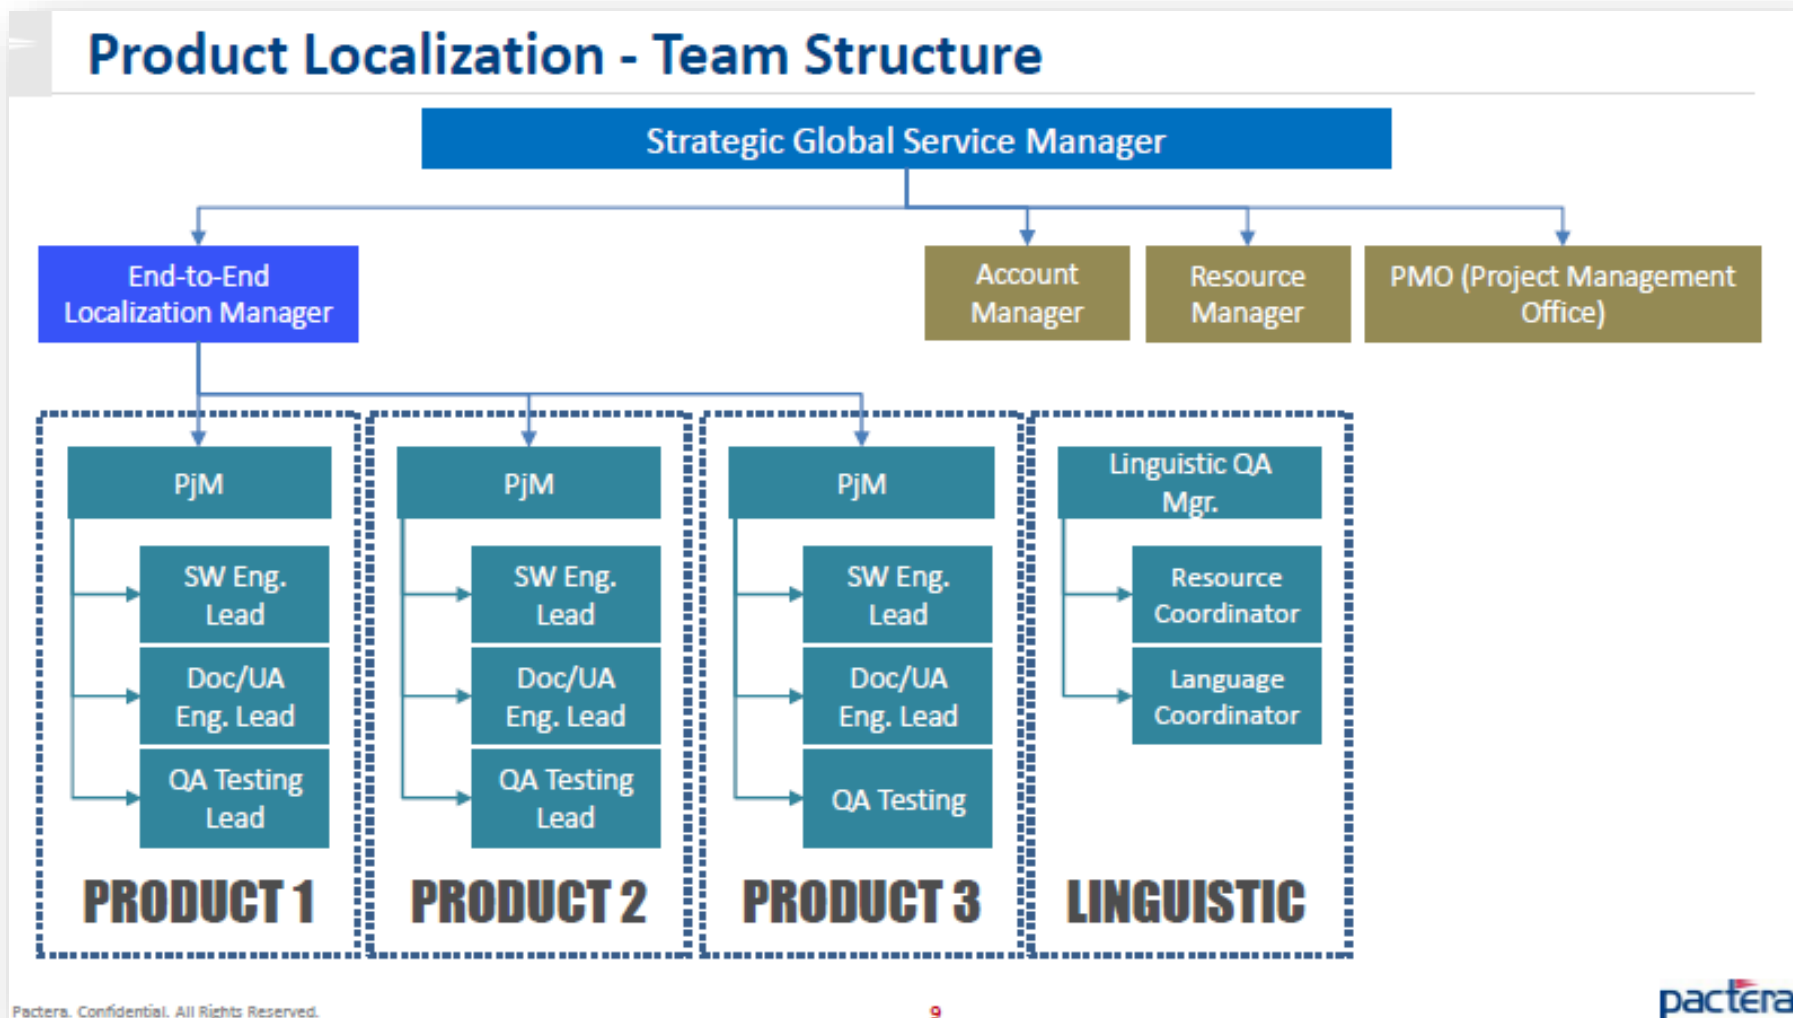 Product Localization - Team Structure
Strategic Global Service Manager
End-to-End
Localization Manager
Account
Manager
Resource
Manager
PMO (Project Management
Office)
PjM
SW Eng.
Lead
Doc/UA
Eng. Lead
QA Testing
Lead
PRODUCT 1
PjM
SW Eng.
Lead
Doc/UA
Eng. Lead
QA Testing
Lead
PRODUCT 2
PjM
SW Eng.
Lead
Doc/UA
Eng. Lead
QA Testing
PRODUCT 3
Linguistic QA
Mgr.
Resource
Coordinator
Language
Coordinator
LINGUISTIC
Pactera. Confidential. All Rights Reserved.
9
pactera